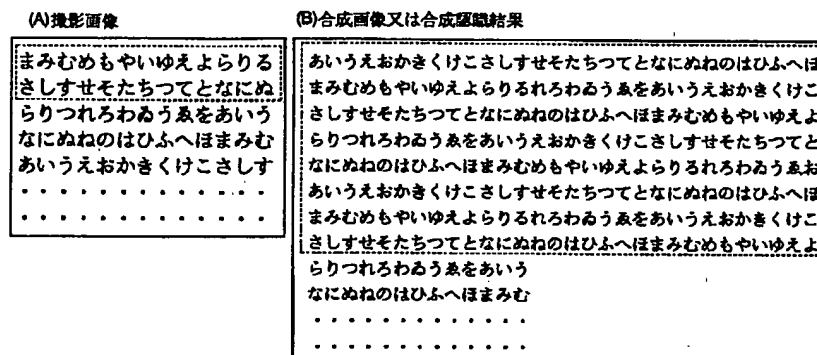 (A)撮影画像
まみむめもやいゆえよらりる
さしすせそたちつてとなにぬ
らりつれろわゐうゑをあいう
なにぬねのはひふへほまみむ
あいうえおかきくけこさしす
・・・・・・・・・・・・・
・・・・・・・・・・・・・
(B)合成画像又は合成認識結果
あいうえおかきくけこさしすせそたちつてとなにぬねのはひふへほ
まみむめもやいゆえよらりるれろわゐうゑをあいうえおかきくけこ
さしすせそたちつてとなにぬねのはひふへほまみむめもやいゆえよ
らりつれろわゐうゑをあいうえおかきくけこさしすせそたちつてと
なにぬねのはひふへほまみむめもやいゆえよらりるれろわゐうゑお
あいうえおかきくけこさしすせそたちつてとなにぬねのはひふへほ
まみむめもやいゆえよらりるれろわゐうゑをあいうえおかきくけこ
さしすせそたちつてとなにぬねのはひふへほまみむめもやいゆえよ
らりつれろわゐうゑをあいう
なにぬねのはひふへほまみむ
・・・・・・・・・・・・・
・・・・・・・・・・・・・